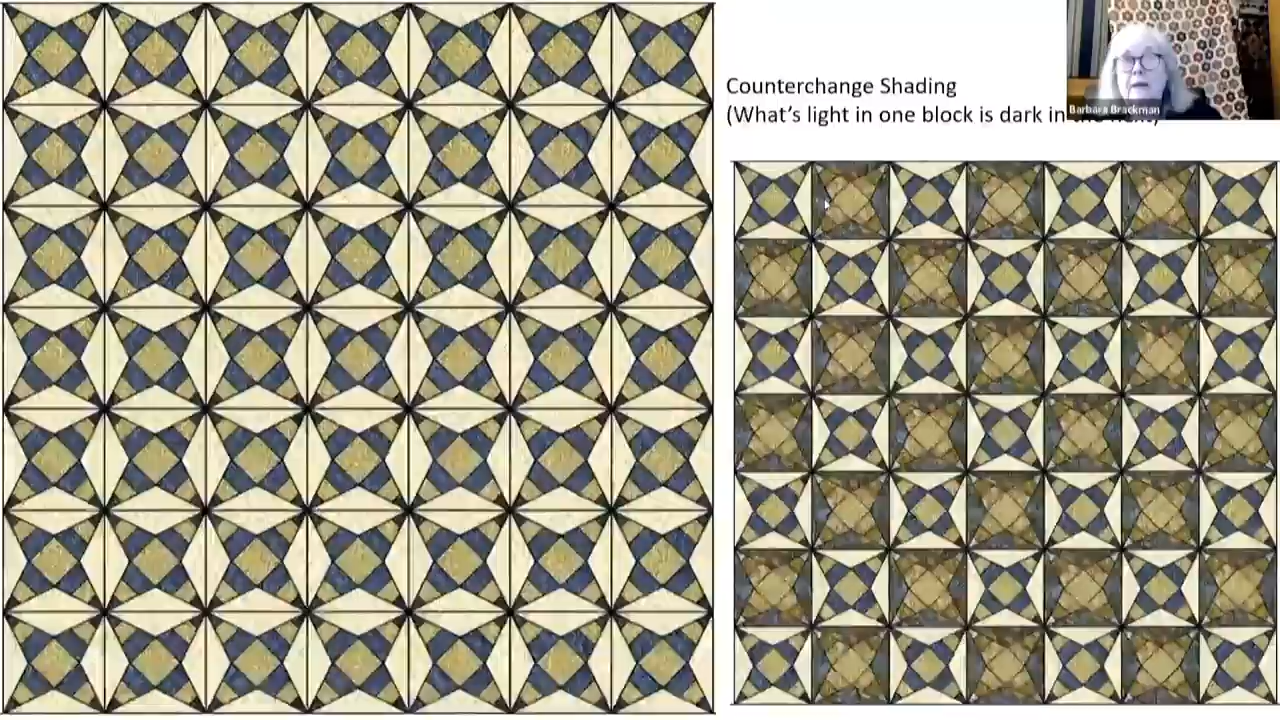 Counterchange Shading
(What's light in one block is dark in
Barbara Brackman